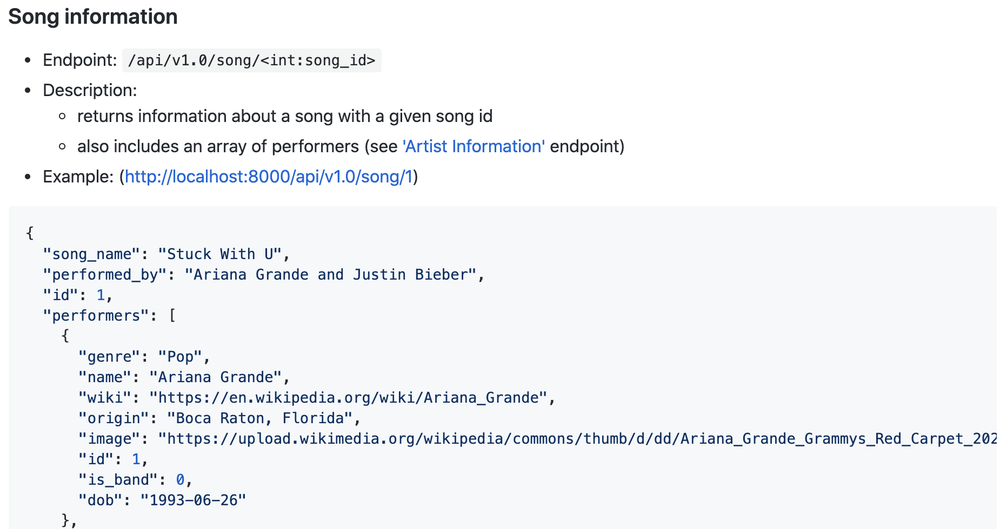 Song information
Endpoint: /api/v1.0/song/<int:song_id>
Description:
returns information about a song with a given song id
also includes an array of performers (see 'Artist Information' endpoint)
Example: (http://localhost:8000/api/v1.0/song/1)
{
"song_name": "Stuck With U",
"performed_by": "Ariana Grande and Justin Bieber",
"id": 1,
"performers": [
{
"genre": "Pop",
"name": "Ariana Grande",
"wiki": "https://en.wikipedia.org/wiki/Ariana_Grande",
"origin": "Boca Raton, Florida",
"image": "https://upload.wikimedia.org/wikipedia/commons/thumb/d/dd/Ariana_Grande_Grammys_Red_Carpet_202
"id": 1,
"is_band": 0,
"dob": "1993-06-26"
},